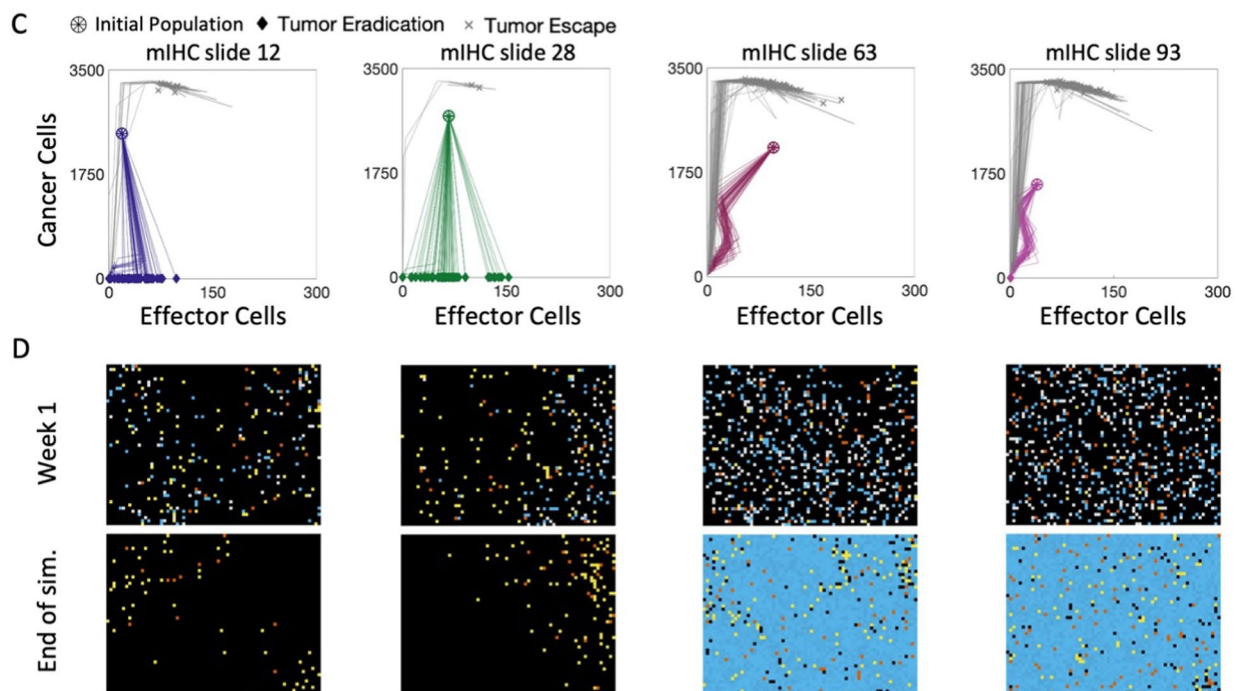 C
Initial Population ◆ Tumor Eradication × Tumor Escape
mIHC slide 12 mIHC slide 28 mIHC slide 63 mIHC slide 93
Cancer Cells
3500 3500 3500 3500
1750 1750 1750 1750
0 0 0 0
0 150 300 0 150 300 0 150 300 0 150 300
Effector Cells Effector Cells Effector Cells Effector Cells
D
Week 1
End of sim.